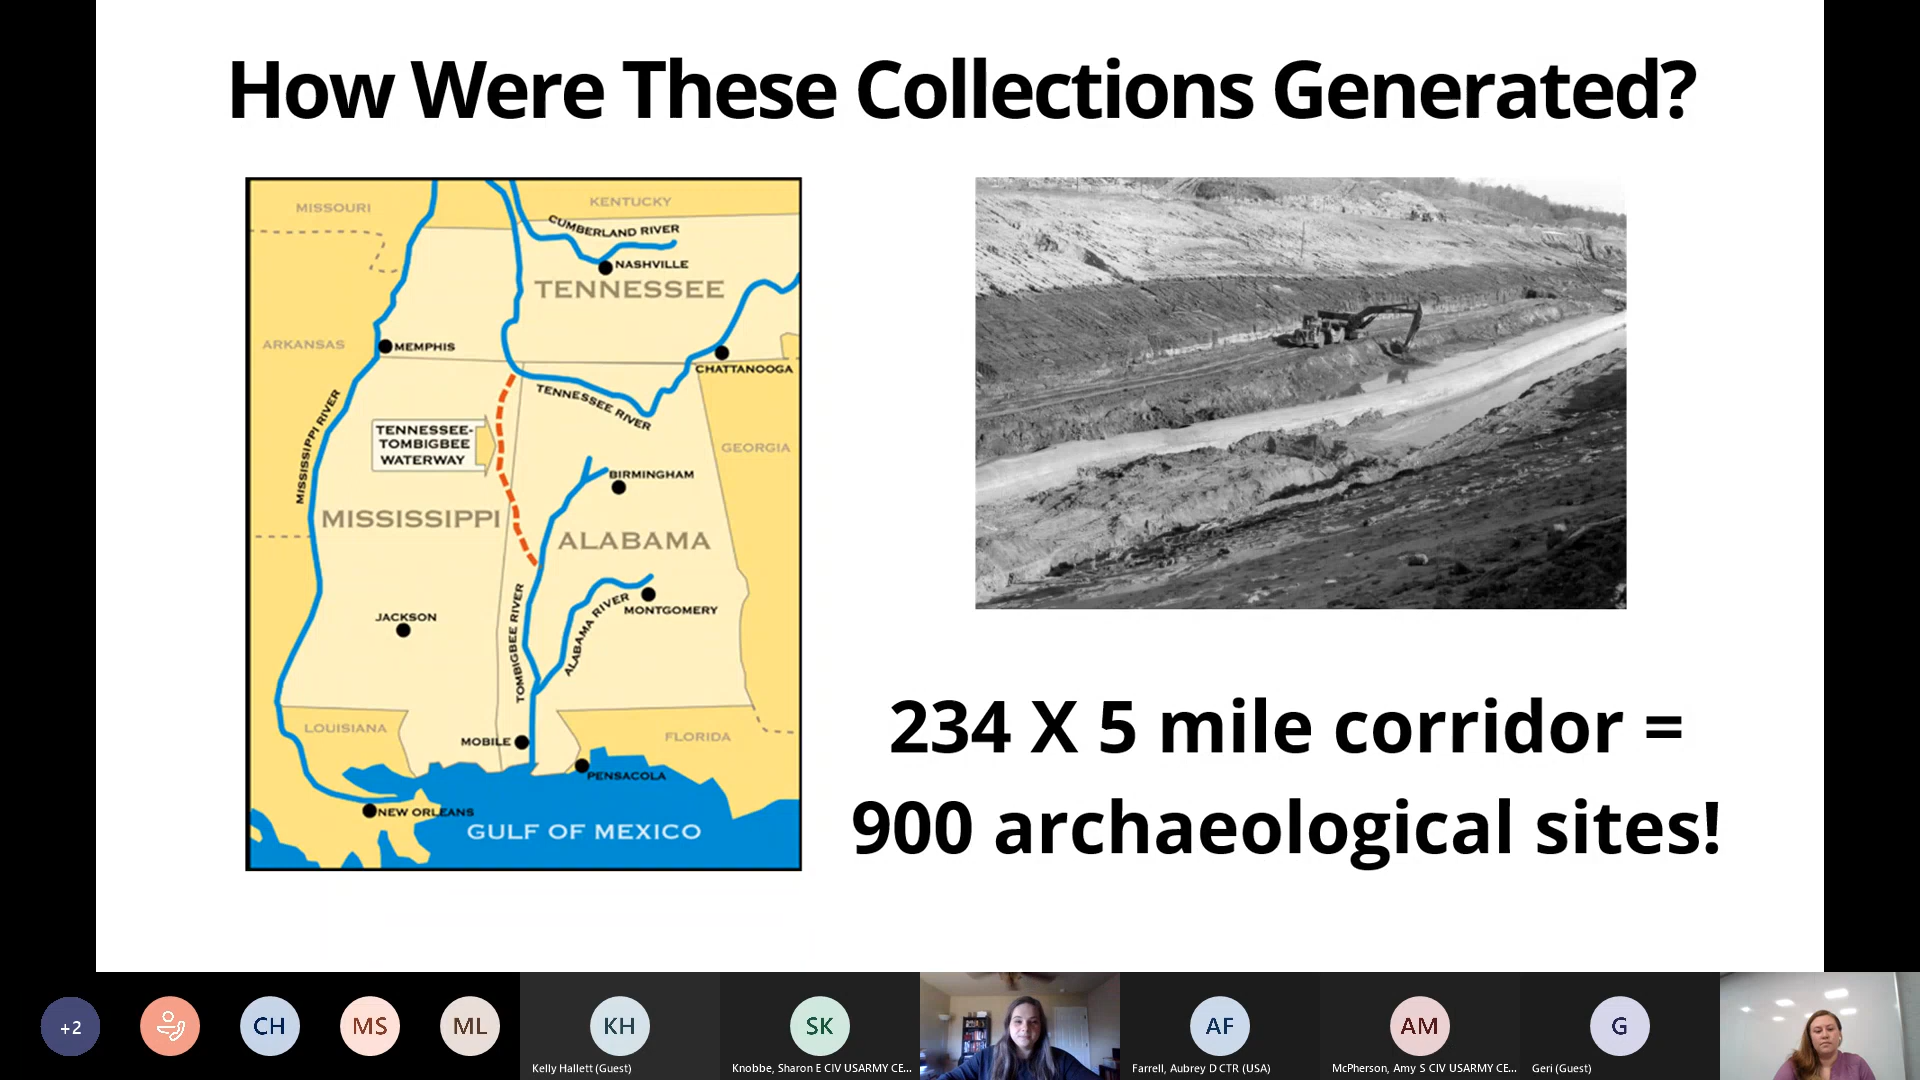 How Were These Collections Generated?
MISSOURI
KENTUCKY
CUMBERLAND RIVER
NASHVILLE
TENNESSEE
ARKANSAS
MEMPHIS
CHATTANOOGA
MISSISSIPPI RIVER
TENNESSEE RIVER
TENNESSEE-
TOMBIGBEE
WATERWAY
GEORGIA
BIRMINGHAM
MISSISSIPPI
ALABAMA
JACKSON
TOMBIGBEE RIVER
ALABAMA RIVER
MONTGOMERY
LOUISIANA
MOBILE
FLORIDA
PENSACOLA
NEW ORLEANS
GULF OF MEXICO
234 X 5 mile corridor =
900 archaeological sites!
+2
CH
MS
ML
KH
Kelly Hallett (Guest)
SK
Knobbe, Sharon E CIV USARMY CE...
AF
Farrell, Aubrey D CTR (USA)
AM
McPherson, Amy S CIV USARMY CE...
G
Geri (Guest)